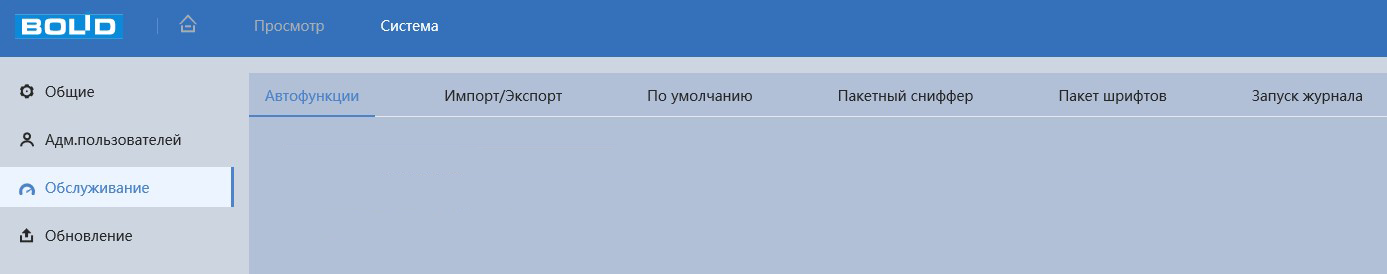 BOLID
Просмотр
Система
Общие
Адм.пользователей
Обслуживание
Обновление
Автофункции
Импорт/Экспорт
По умолчанию
Пакетный сниффер
Пакет шрифтов
Запуск журнала